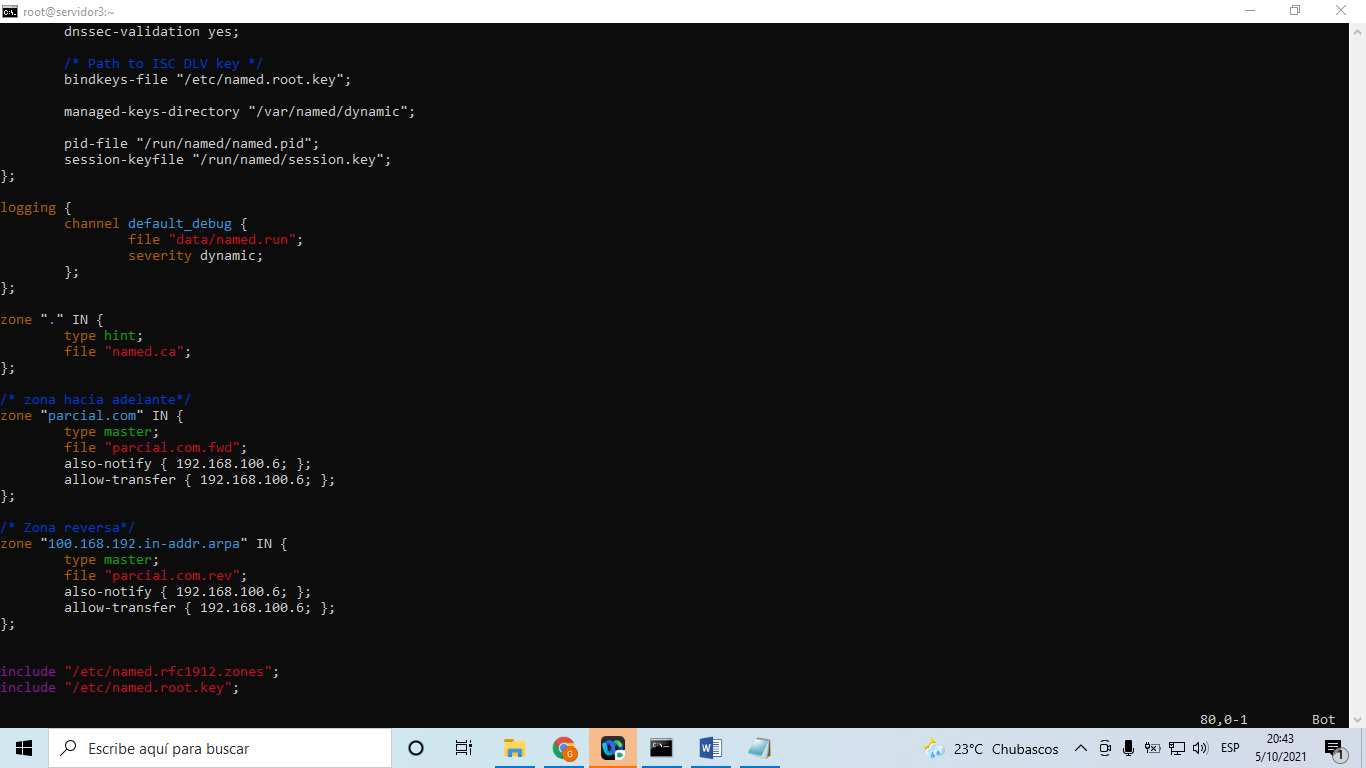 root@servidor3:~
dnssec-validation yes;
/* Path to ISC DLV key */
bindkeys-file "/etc/named.root.key";
managed-keys-directory "/var/named/dynamic";
pid-file "/run/named/named.pid";
session-keyfile "/run/named/session.key";
};
logging {
channel default_debug {
file "data/named.run";
severity dynamic;
};
};
zone "." IN {
type hint;
file "named.ca";
};
/* zona hacia adelante*/
zone "parcial.com" IN {
type master;
file "parcial.com.fwd";
also-notify { 192.168.100.6; };
allow-transfer { 192.168.100.6; };
};
/* Zona reversa*/
zone "100.168.192.in-addr.arpa" IN {
type master;
file "parcial.com.rev";
also-notify { 192.168.100.6; };
allow-transfer { 192.168.100.6; };
};
include "/etc/named.rfc1912.zones";
include "/etc/named.root.key";
80,0-1 Bot
Escribe aquí para buscar
23°C Chubascos
ESP
20:43
5/10/2021
1